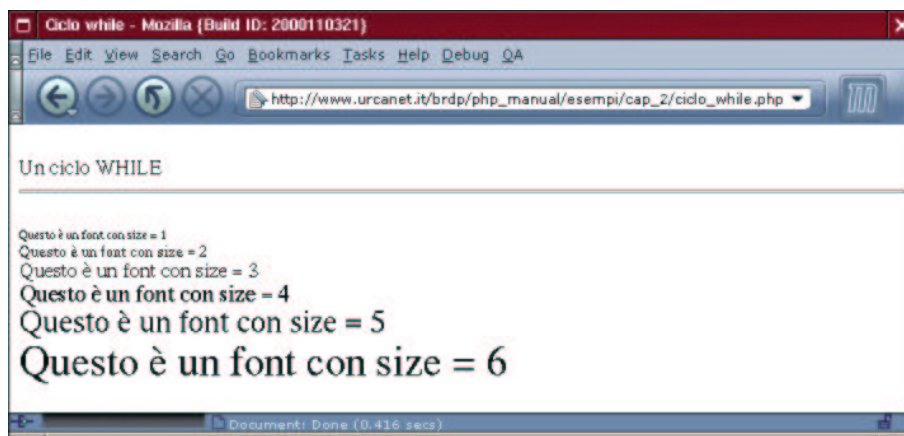 Ciclo while - Mozilla {Build ID: 2000110321}
File Edit View Search Go Bookmarks Tasks Help Debug QA
http://www.urcanet.it/brdp/php_manual/esempi/cap_2/ciclo_while.php
Un ciclo WHILE
Questo è un font con size = 1
Questo è un font con size = 2
Questo è un font con size = 3
Questo è un font con size = 4
Questo è un font con size = 5
Questo è un font con size = 6
Document: Done (0.416 secs)